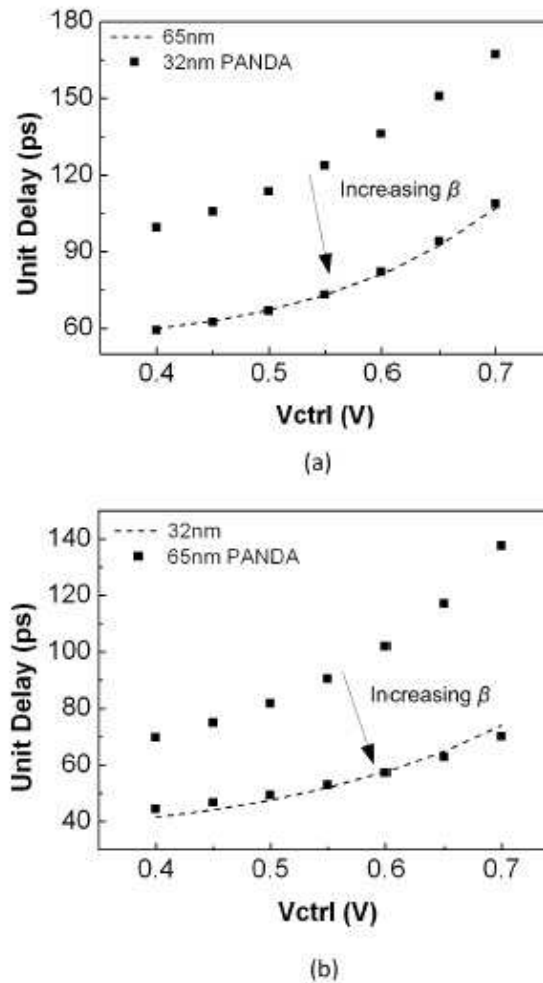 180
150
120
90
60
Unit Delay (ps)
65nm
32nm PANDA
Increasing β
0.4 0.5 0.6 0.7
Vctrl (V)
(a)
140
120
100
80
60
40
Unit Delay (ps)
32nm
65nm PANDA
Increasing β
0.4 0.5 0.6 0.7
Vctrl (V)
(b)